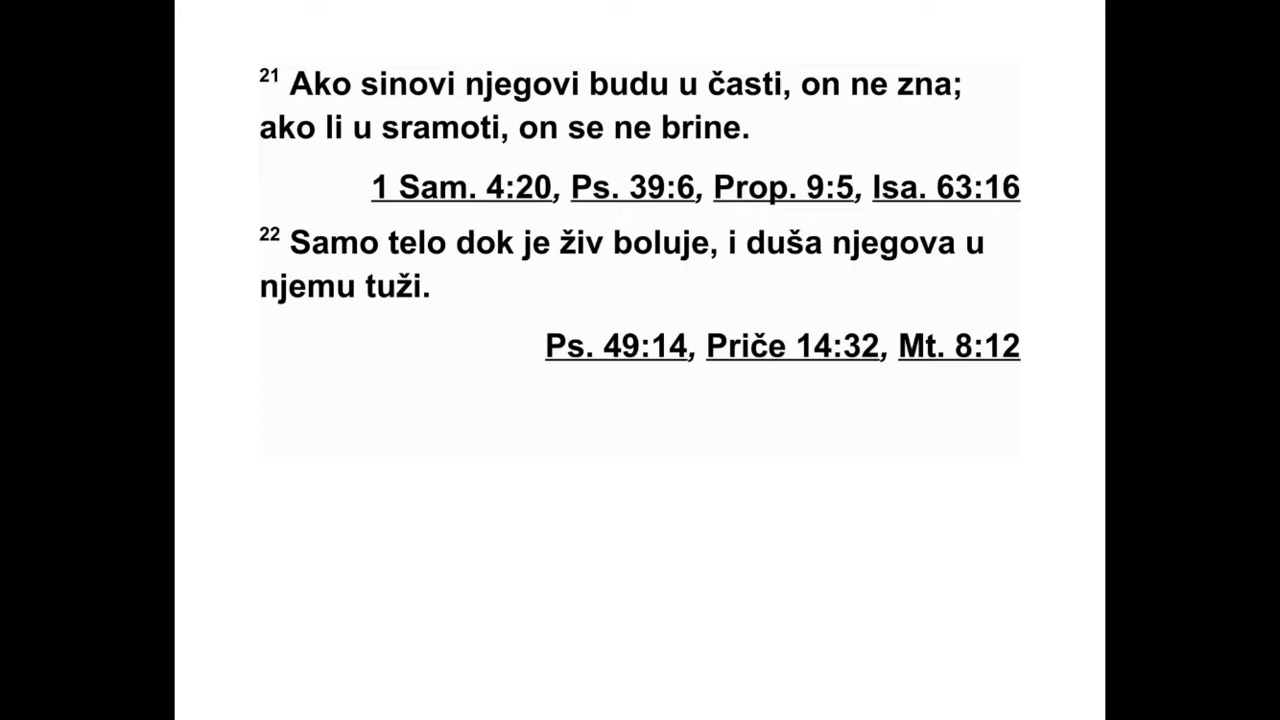 21 Ako sinovi njegovi budu u časti, on ne zna;
ako li u sramoti, on se ne brine.
1 Sam. 4:20, Ps. 39:6, Prop. 9:5, Isa. 63:16
22 Samo telo dok je živ boluje, i duša njegova u
njemu tuži.
Ps. 49:14, Priče 14:32, Mt. 8:12